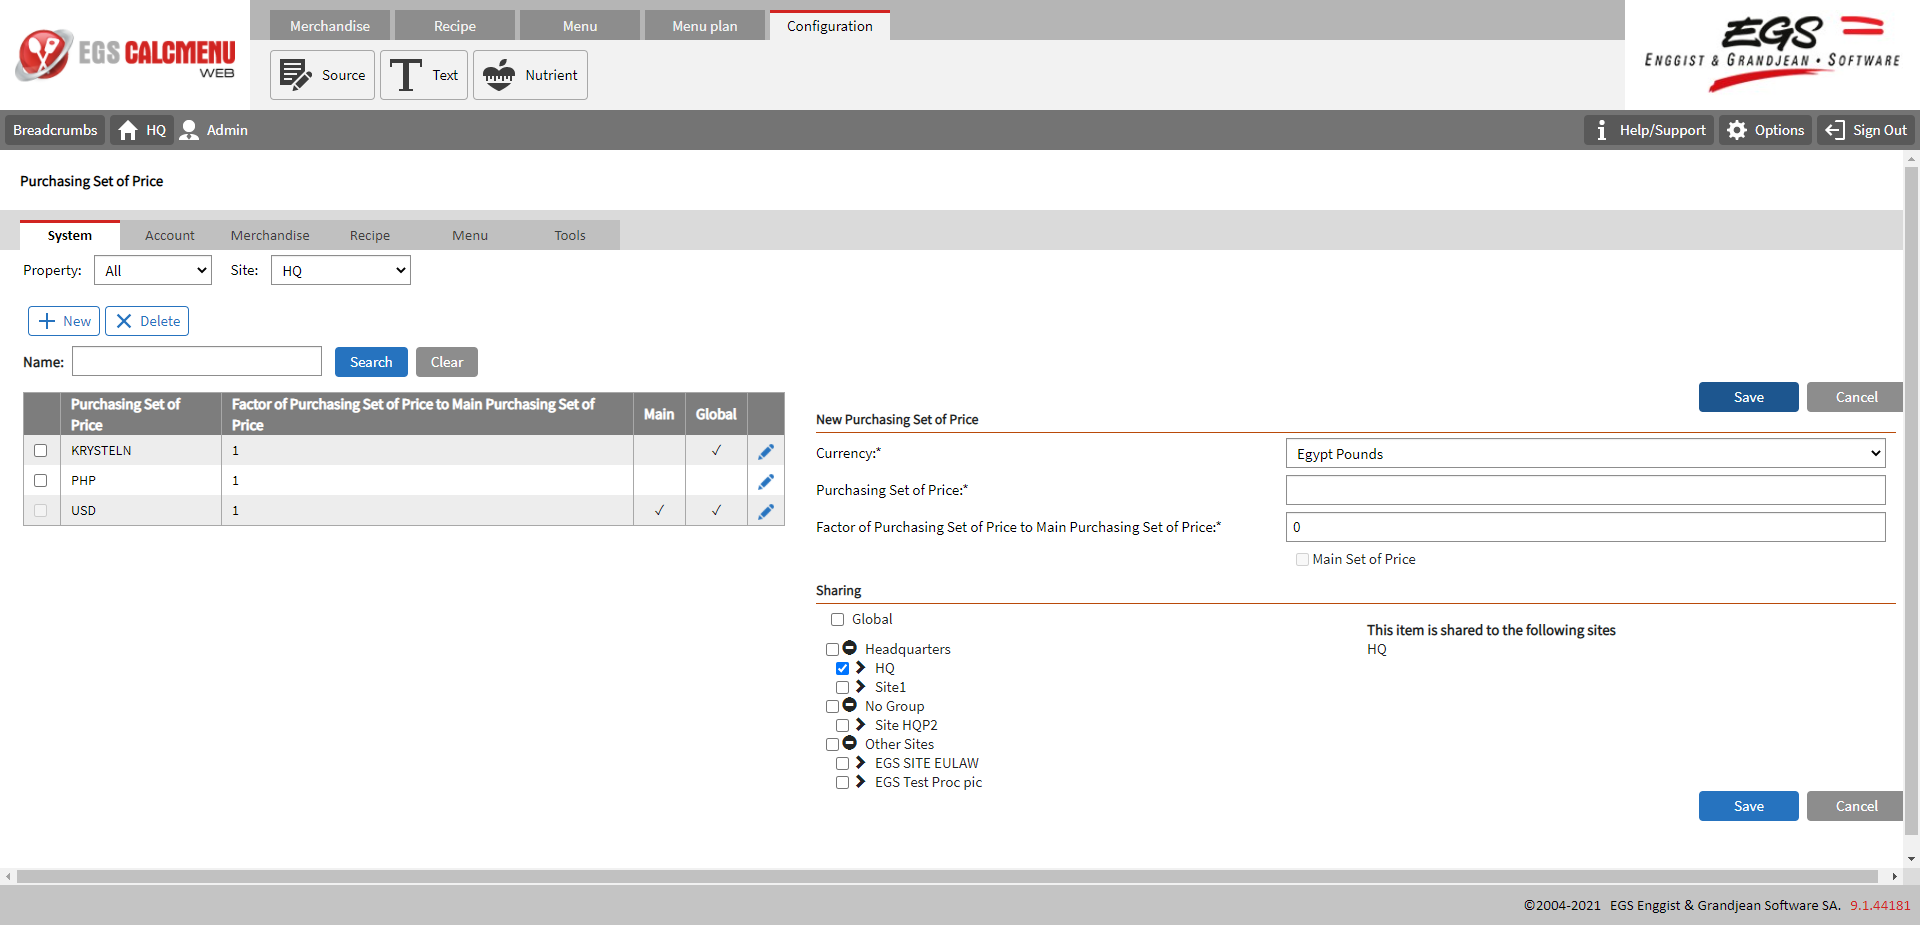 EGS CALCMENU
WEB
Merchandise
Recipe
Menu
Menu plan
Configuration
Source
Text
Nutrient
EGS
ENGGIST & GRANDJEAN • SOFTWARE
Breadcrumbs
HQ
Admin
Help/Support
Options
Sign Out
Purchasing Set of Price
System
Account
Merchandise
Recipe
Menu
Tools
Property:
All
Site:
HQ
New
Delete
Name:
Search
Clear
Purchasing Set of
Price
Factor of Purchasing Set of Price to Main Purchasing Set of
Price
Main
Global
KRYSTELN
1
✓
PHP
1
USD
1
✓
✓
Save
Cancel
New Purchasing Set of Price
Currency:*
Egypt Pounds
Purchasing Set of Price:*
Factor of Purchasing Set of Price to Main Purchasing Set of Price:*
0
Main Set of Price
Sharing
Global
This item is shared to the following sites
HQ
Headquarters
HQ
Site1
No Group
Site HQP2
Other Sites
EGS SITE EULAW
EGS Test Proc pic
Save
Cancel
©2004-2021 EGS Enggist & Grandjean Software SA. 9.1.44181